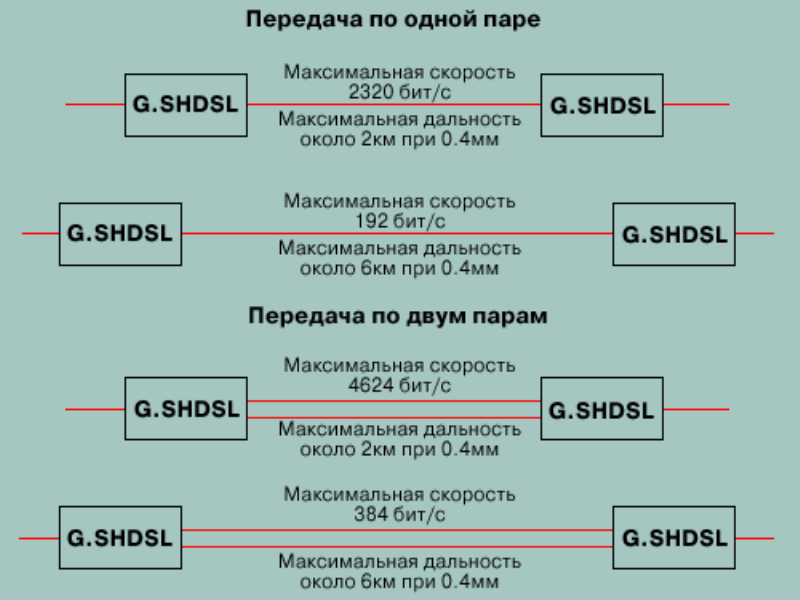 Передача по одной паре
Максимальная скорость
2320 бит/с
G.SHDSL
G.SHDSL
Максимальная дальность
около 2км при 0.4мм
Максимальная скорость
192 бит/с
G.SHDSL
G.SHDSL
Максимальная дальность
около 6км при 0.4мм
Передача по двум парам
Максимальная скорость
4624 бит/с
G.SHDSL
G.SHDSL
Максимальная дальность
около 2км при 0.4мм
Максимальная скорость
384 бит/с
G.SHDSL
G.SHDSL
Максимальная дальность
около 6км при 0.4мм